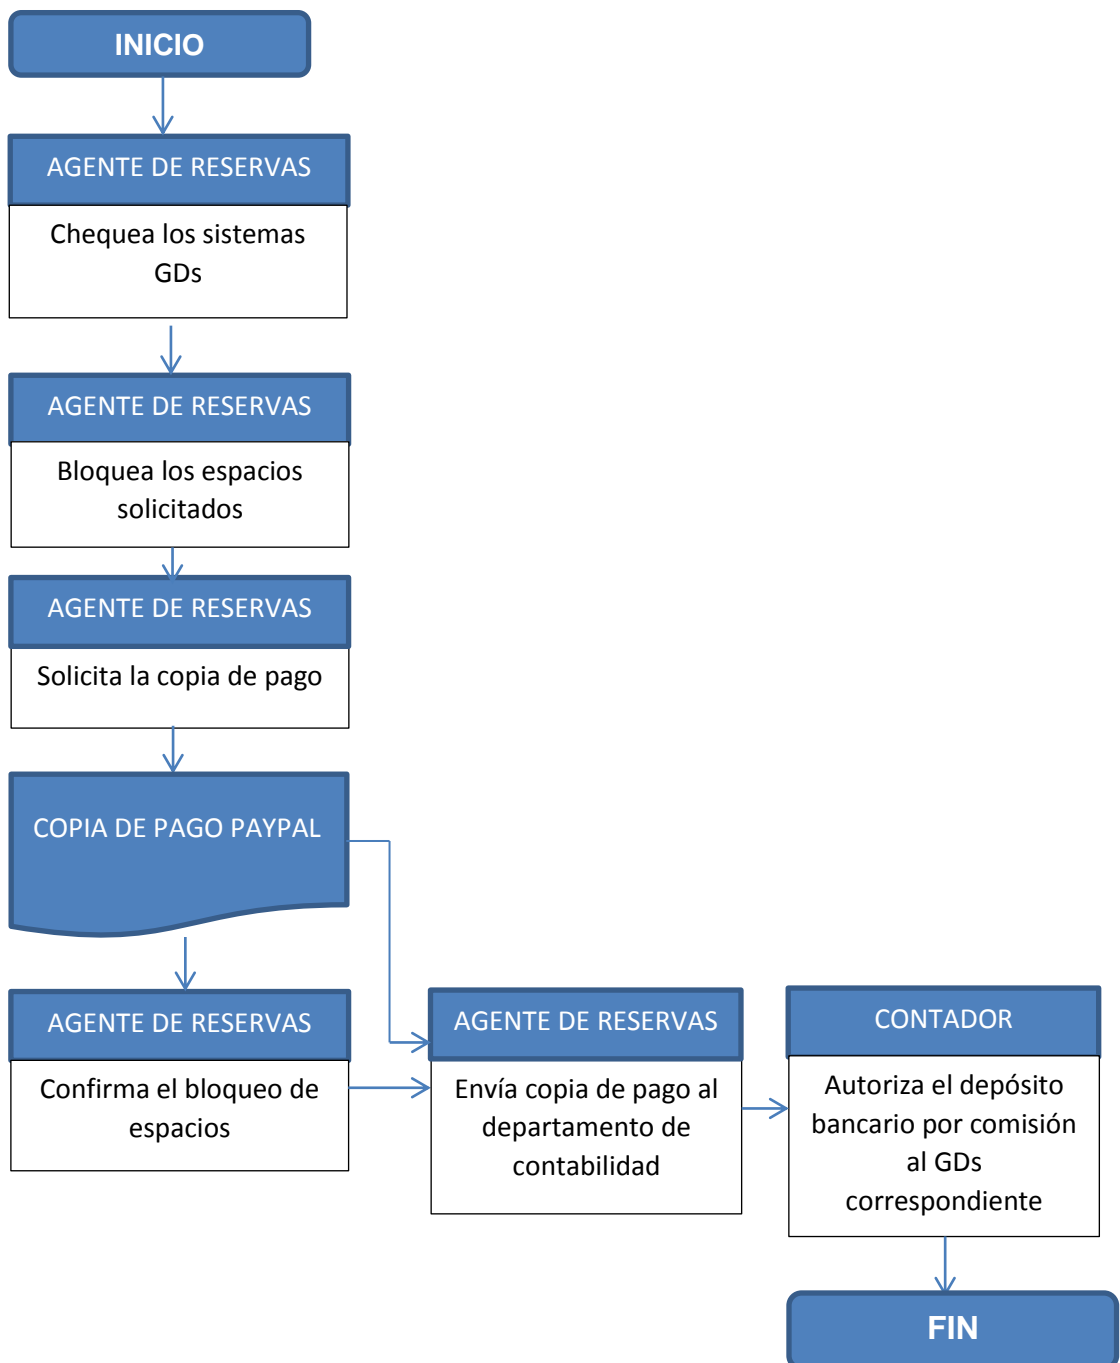 INICIO
AGENTE DE RESERVAS
Chequea los sistemas
GDs
AGENTE DE RESERVAS
Bloquea los espacios
solicitados
AGENTE DE RESERVAS
Solicita la copia de pago
COPIA DE PAGO PAYPAL
AGENTE DE RESERVAS
Confirma el bloqueo de
espacios
AGENTE DE RESERVAS
Envía copia de pago al
departamento de
contabilidad
CONTADOR
Autoriza el depósito
bancario por comisión
al GDs
correspondiente
FIN